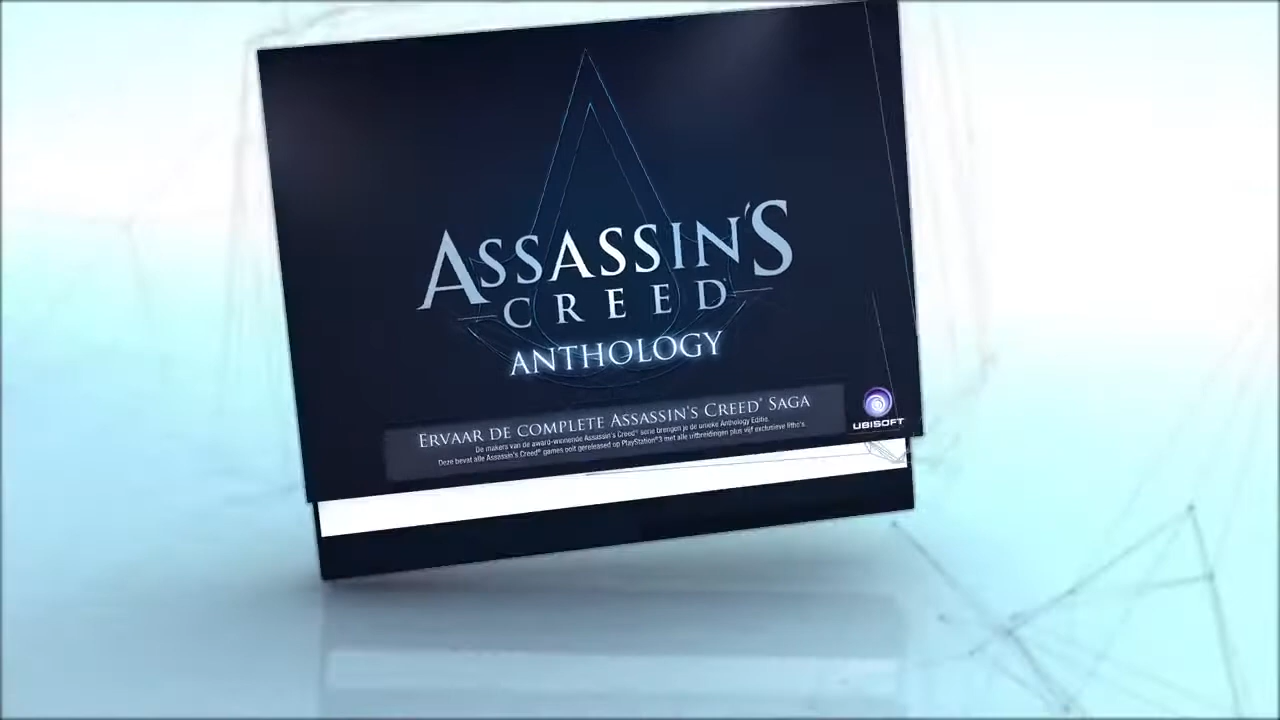 ASSASSIN'S
CREED®
ANTHOLOGY
ERVAAR DE COMPLETE ASSASSIN'S CREED® SAGA
De makers van de award-winnende Assassin's Creed® serie brengen je de unieke Anthology Editie.
Deze bevat alle Assassin's Creed® games ooit gereleased op PlayStation®3 met alle uitbreidingen plus vijf exclusieve litho's.
UBISOFT